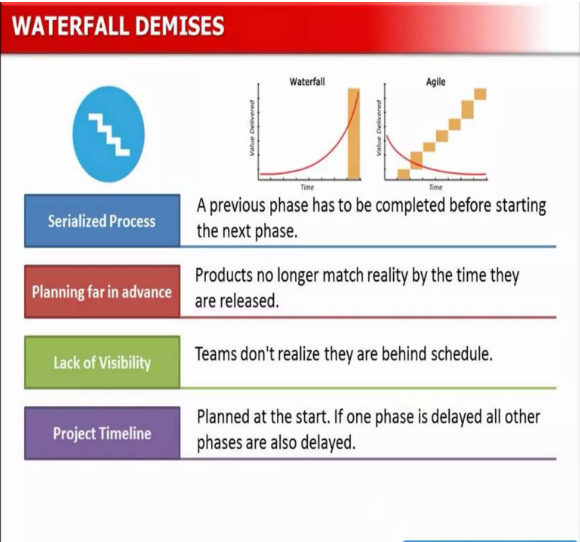 WATERFALL DEMISES
Waterfall
Value Delivered
Time
Agile
Value Delivered
Time
Serialized Process
A previous phase has to be completed before starting
the next phase.
Planning far in advance
Products no longer match reality by the time they
are released.
Lack of Visibility
Teams don't realize they are behind schedule.
Project Timeline
Planned at the start. If one phase is delayed all other
phases are also delayed.